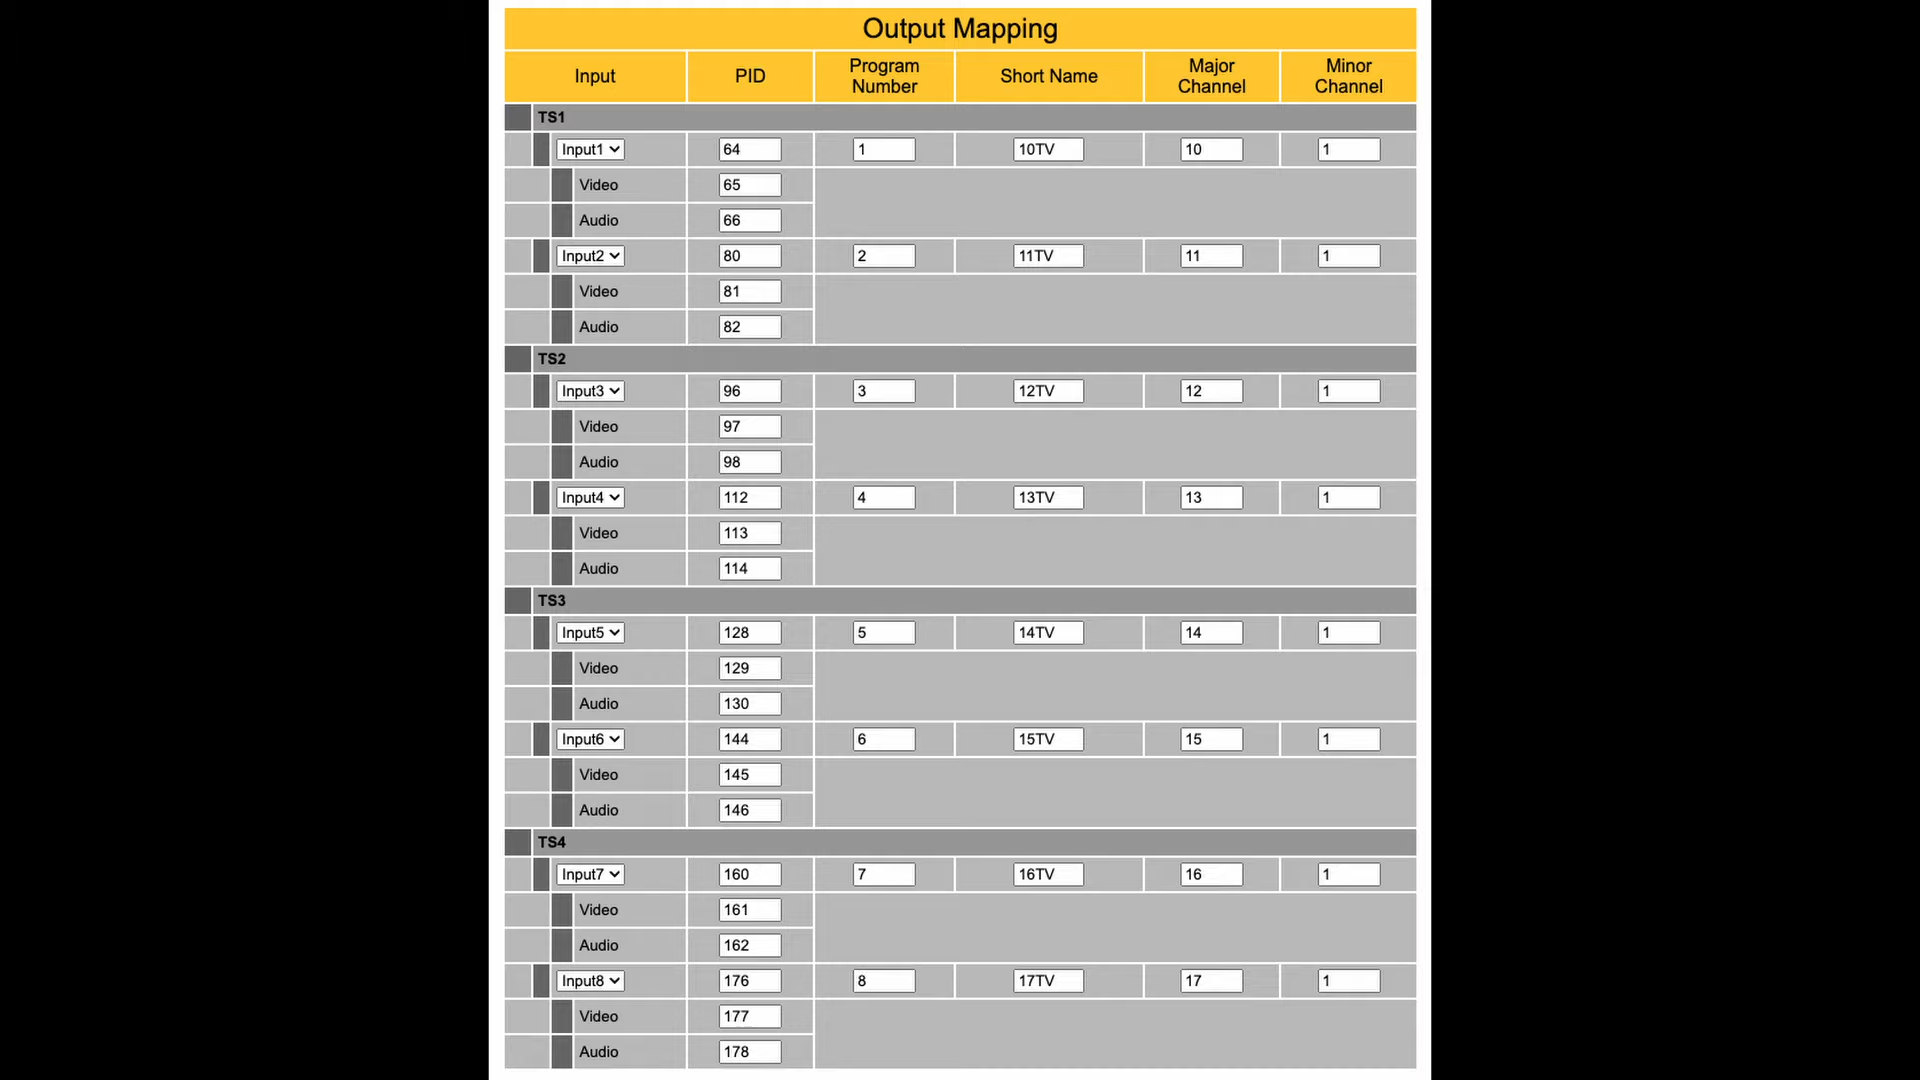 Output Mapping
Input PID Program Number Short Name Major Channel Minor Channel
TS1
Input1 64 1 10TV 10 1
Video 65
Audio 66
Input2 80 2 11TV 11 1
Video 81
Audio 82
TS2
Input3 96 3 12TV 12 1
Video 97
Audio 98
Input4 112 4 13TV 13 1
Video 113
Audio 114
TS3
Input5 128 5 14TV 14 1
Video 129
Audio 130
Input6 144 6 15TV 15 1
Video 145
Audio 146
TS4
Input7 160 7 16TV 16 1
Video 161
Audio 162
Input8 176 8 17TV 17 1
Video 177
Audio 178